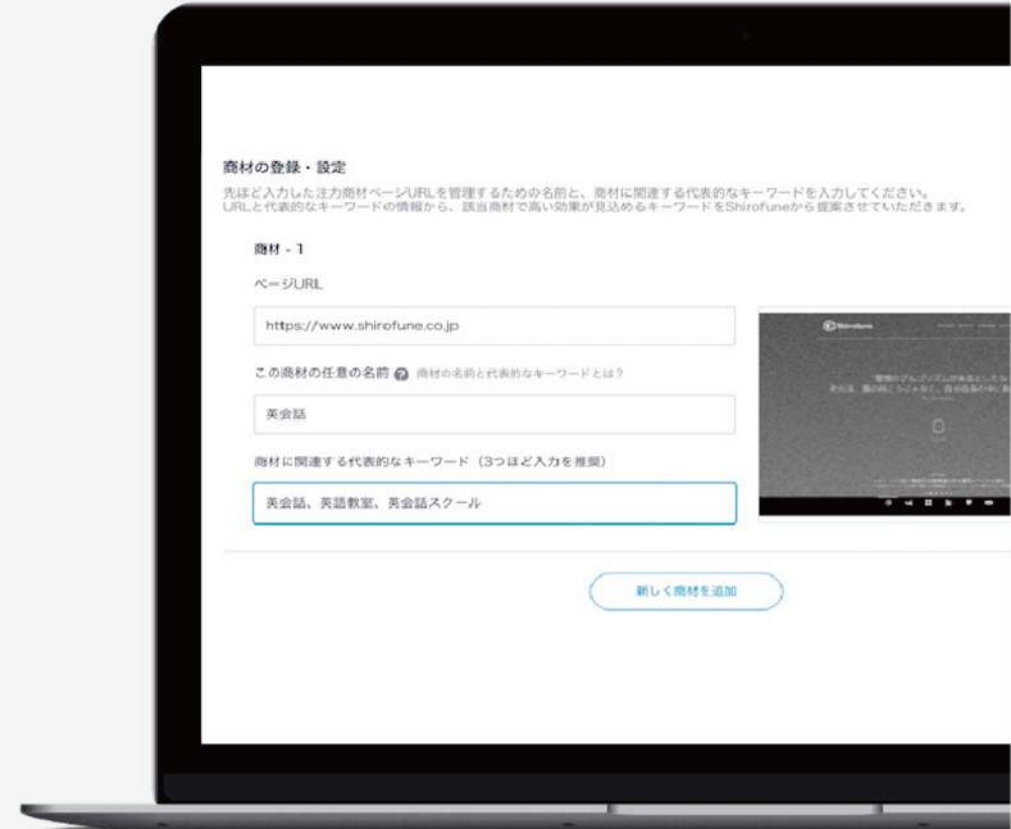 商材の登録・設定
先ほど入力した注力商材ページURLを管理するための名前と、商材に関連する代表的なキーワードを入力してください。
URLと代表的なキーワードの情報から、該当商材で高い効果が見込めるキーワードをShirofuneから提案させていただきます。
商材 - 1
ページURL
https://www.shirofune.co.jp
Shirofune
この商材の任意の名前 ? 商材の名前と代表的なキーワードとは?
英会話
商材に関連する代表的なキーワード（3つほど入力を推奨）
英会話、英語教室、英会話スクール
新しく商材を追加